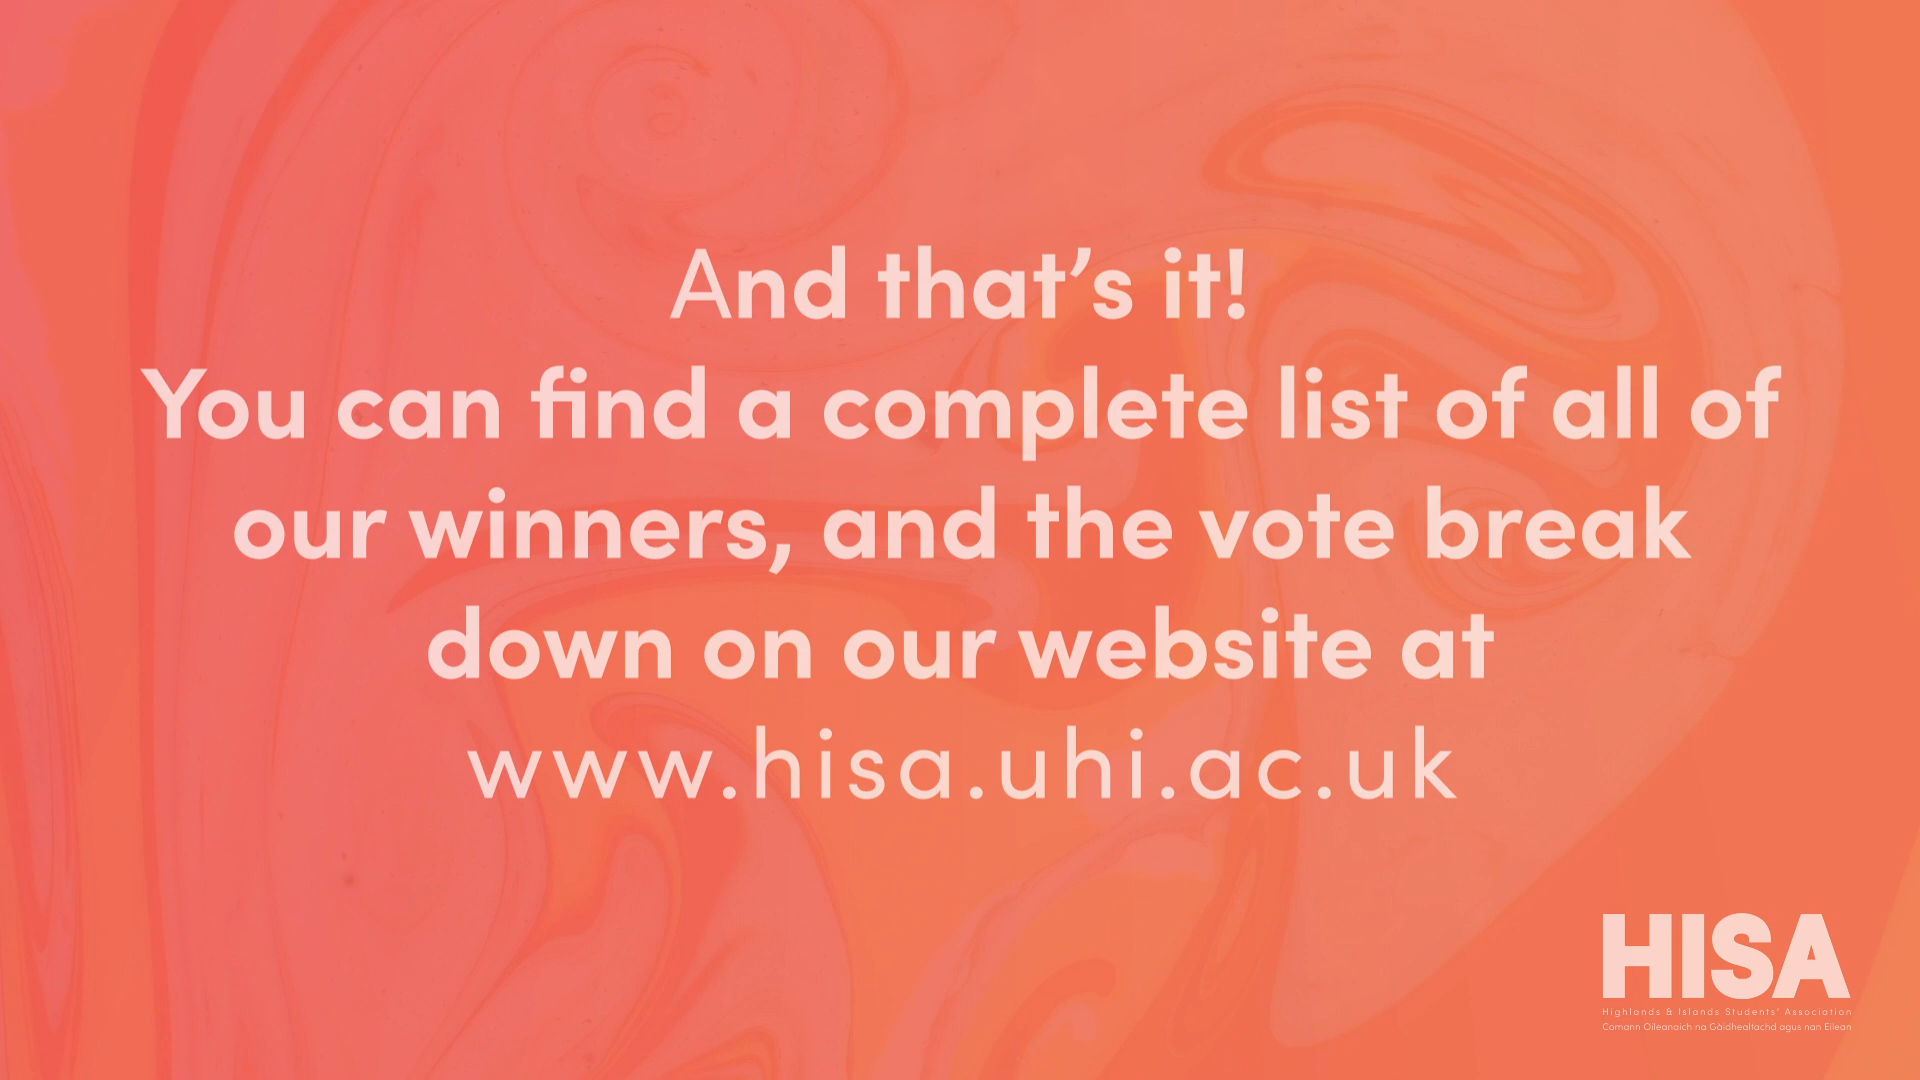 And that’s it!
You can find a complete list of all of
our winners, and the vote break
down on our website at
www.hisa.uhi.ac.uk
HISA
Highlands & Islands Students' Association
Comann Oileanaich na Gàidhealtachd agus nan Eilean